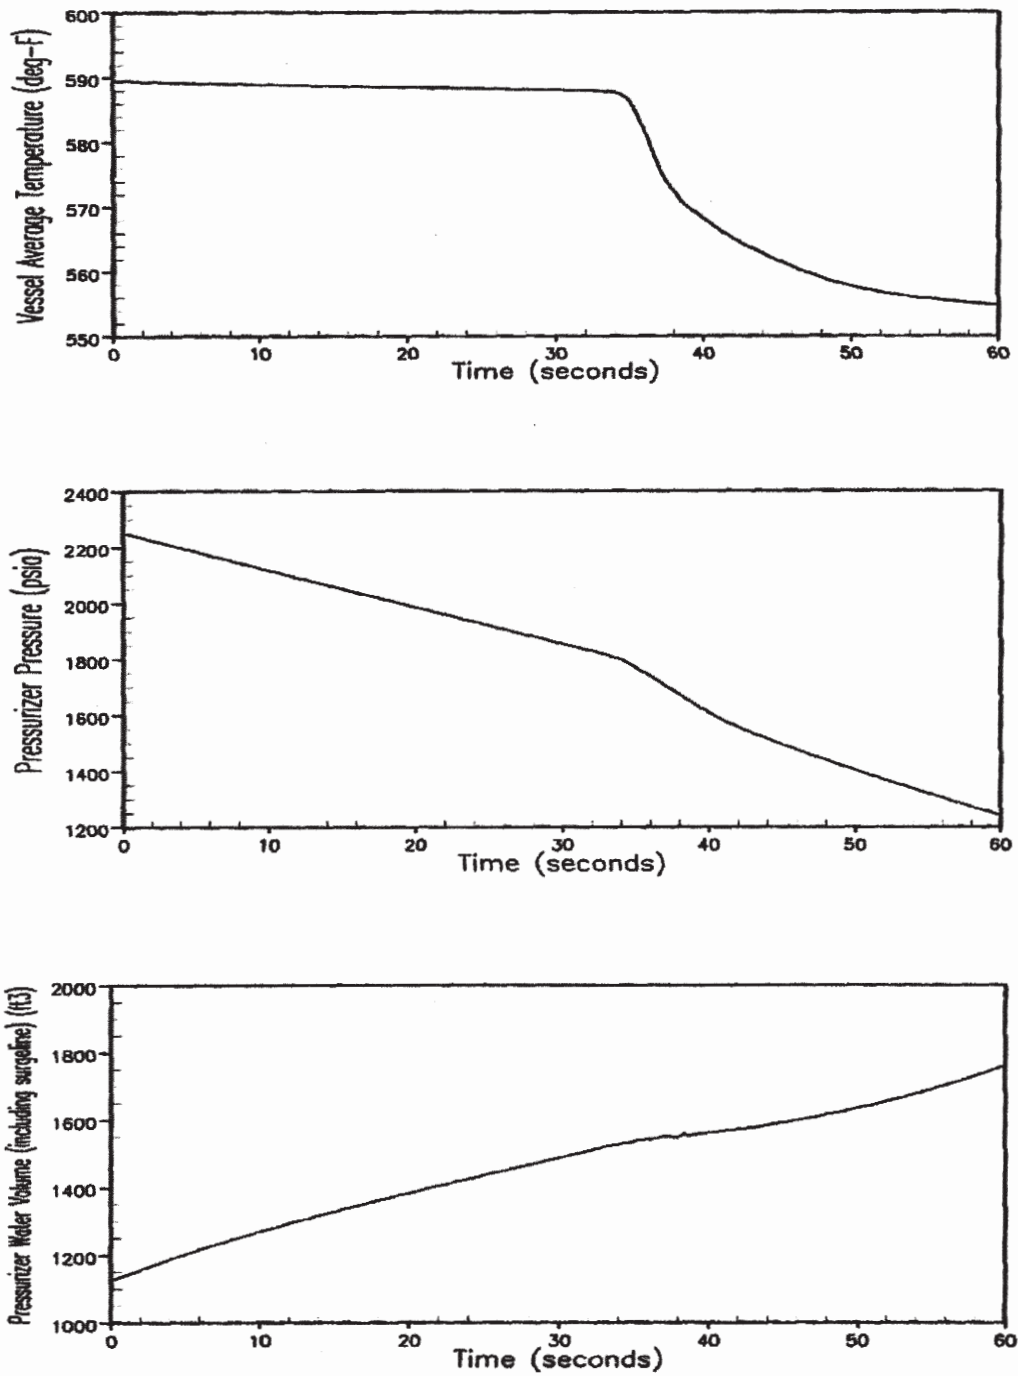 Vessel Average Temperature (deg-F)
600
590
580
570
560
550
0 10 20 30 40 50 60
Time (seconds)
Pressurizer Pressure (psia)
2400
2200
2000
1800
1600
1400
1200
0 10 20 30 40 50 60
Time (seconds)
Pressurizer Water Volume (including surgeline) (ft3)
2000
1800
1600
1400
1200
1000
0 10 20 30 40 50 60
Time (seconds)